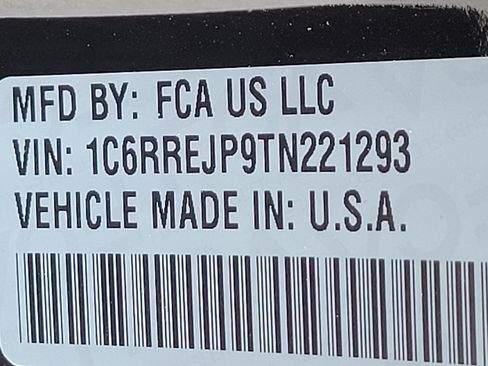 MFD BY: FCA US LLC
VIN: 1C6RREJP9TN221293
VEHICLE MADE IN: U.S.A.